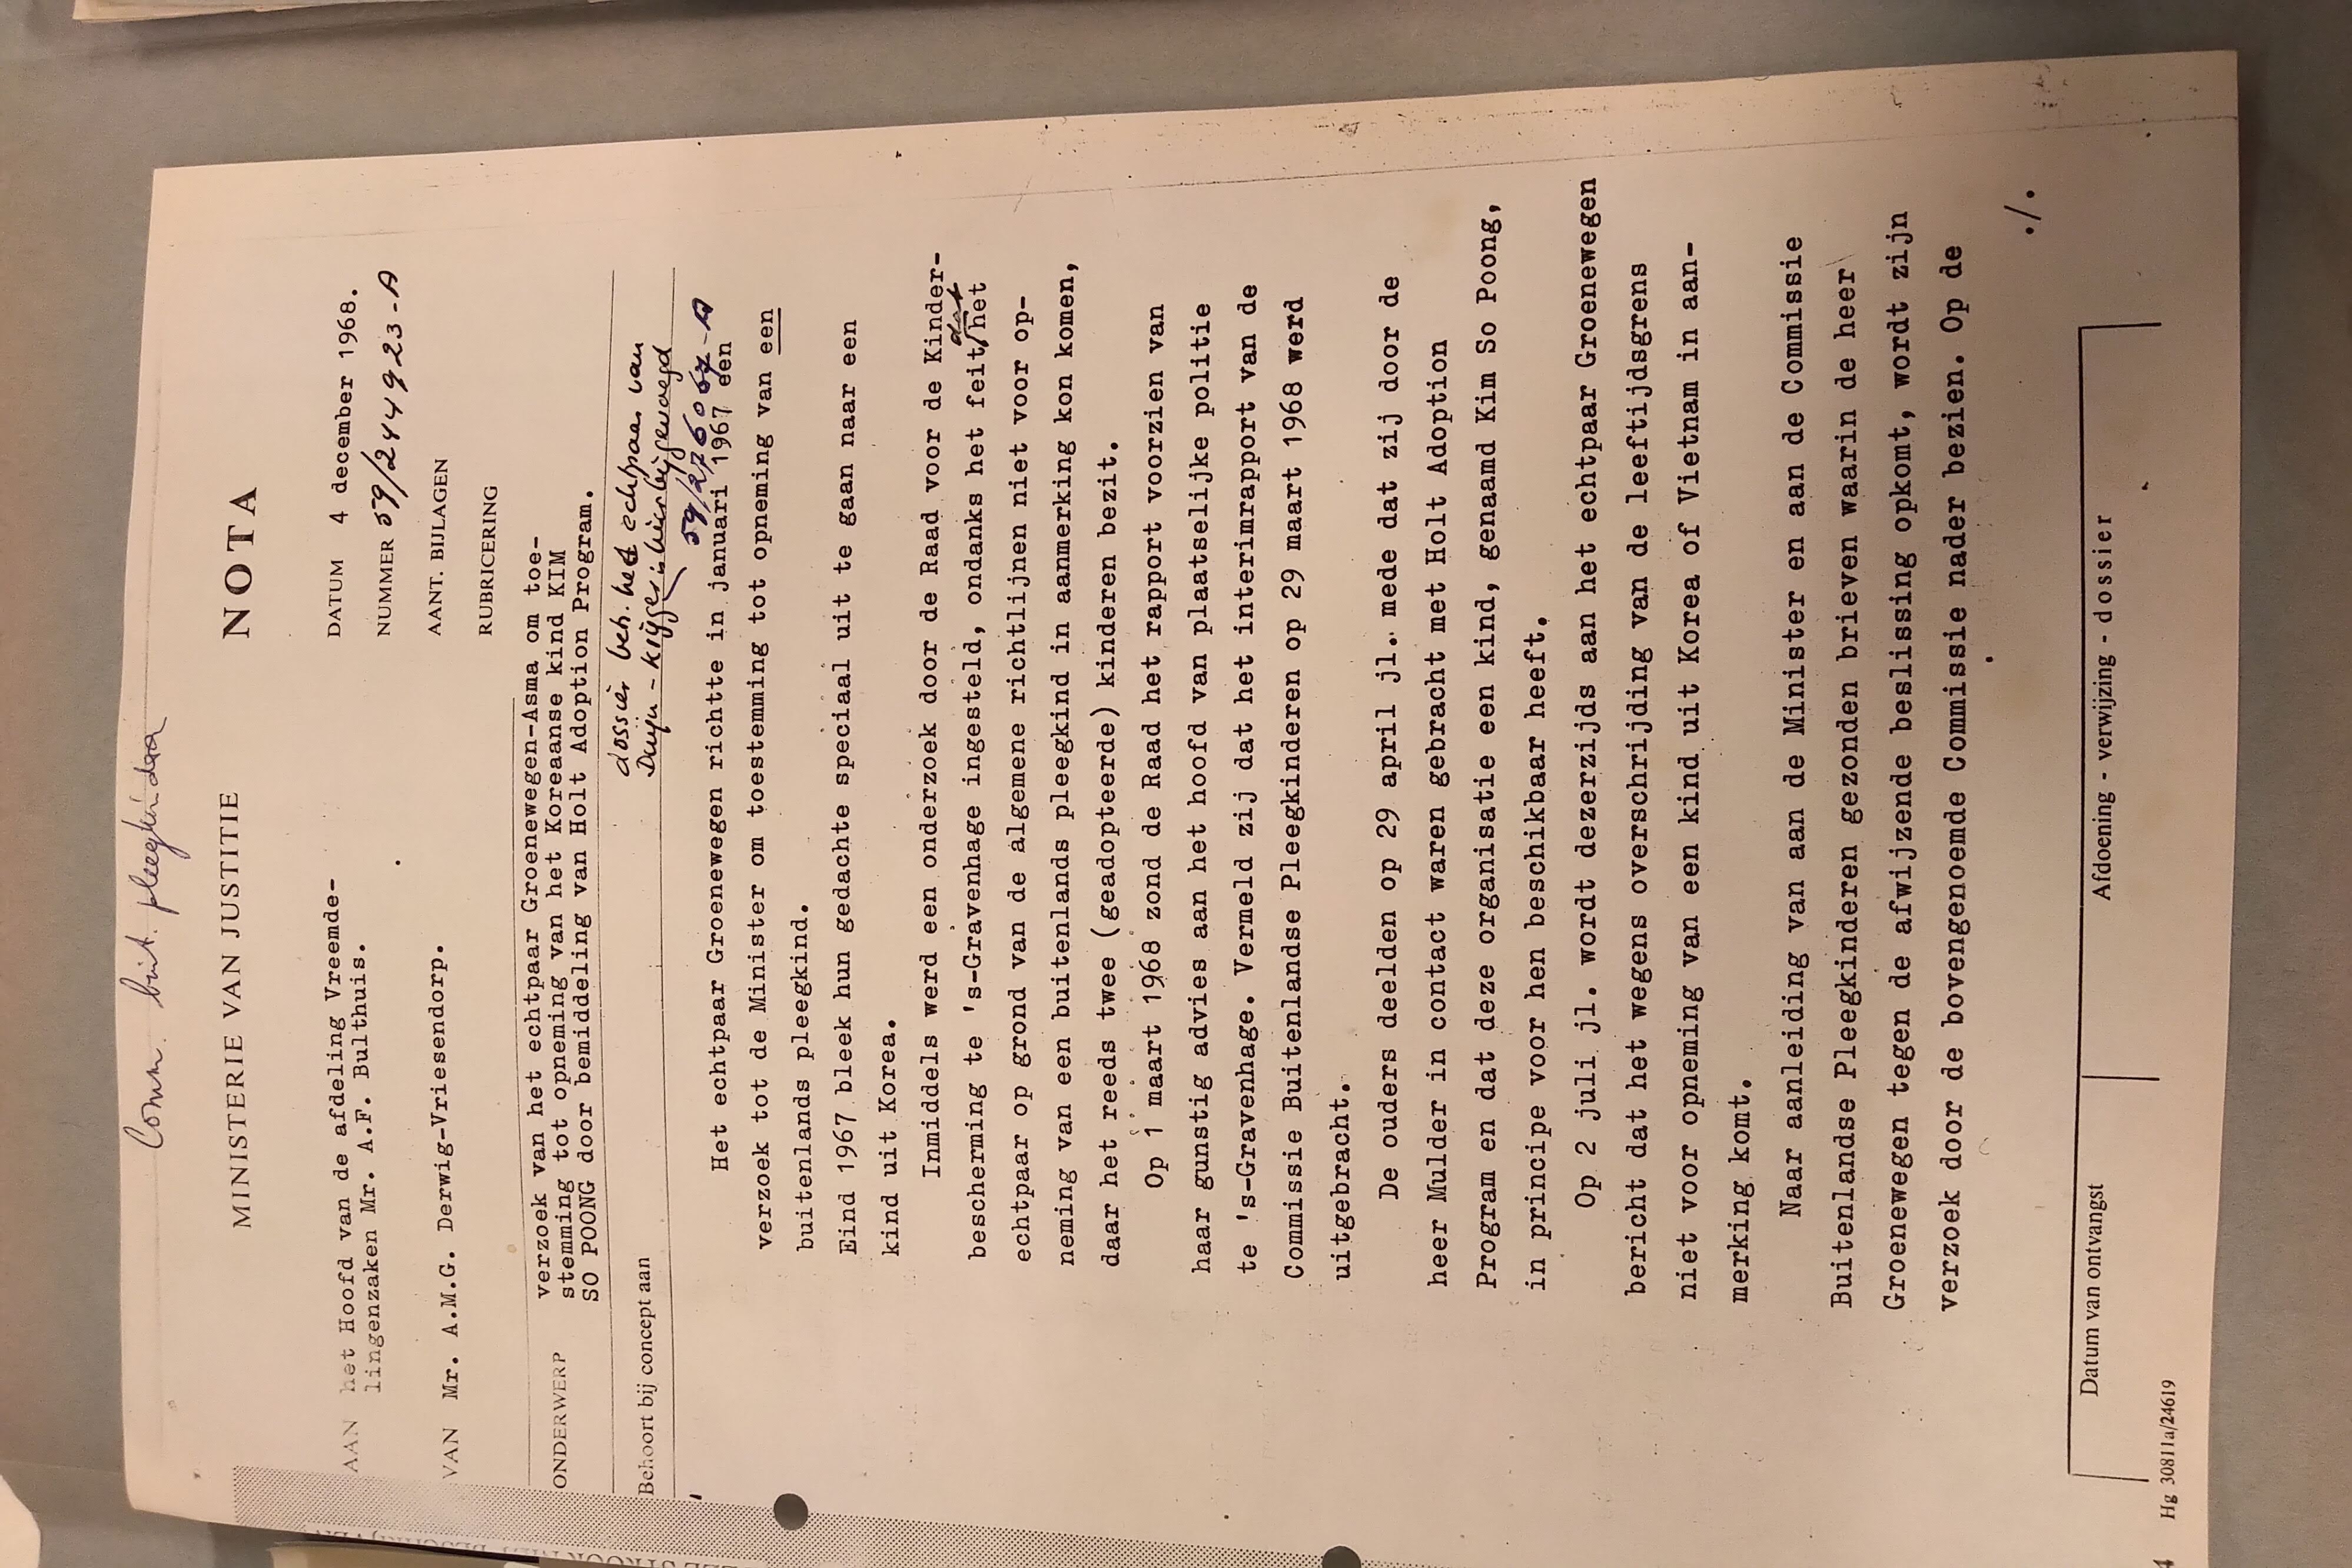 Comm. buit. pleegkinderen
MINISTERIE VAN JUSTITIE
NOTA
AAN het Hoofd van de afdeling Vreemde-
lingenzaken Mr. A.F. Bulthuis.
VAN Mr. A.M.G. Derwig-Vriesendorp.
DATUM 4 december 1968.
NUMMER 59/244923-A
AANT. BIJLAGEN
RUBRICERING
ONDERWERP verzoek van het echtpaar Groenewegen-Asma om toe-
stemming tot opneming van het Koreaanse kind KIM
SO POONG door bemiddeling van Holt Adoption Program.
Behoort bij concept aan
dossier beh. het echtpaar van
Duijn - Kijzer is hierbijgevoegd
59/276007-A
Het echtpaar Groenewegen richtte in januari 1967 een
verzoek tot de Minister om toestemming tot opneming van een
buitenlands pleegkind.
Eind 1967 bleek hun gedachte speciaal uit te gaan naar een
kind uit Korea.
Inmiddels werd een onderzoek door de Raad voor de Kinder-
dat
bescherming te 's-Gravenhage ingesteld, ondanks het feit/het
echtpaar op grond van de algemene richtlijnen niet voor op-
neming van een buitenlands pleegkind in aanmerking kon komen,
daar het reeds twee (geadopteerde) kinderen bezit.
Op 1 maart 1968 zond de Raad het rapport voorzien van
haar gunstig advies aan het hoofd van plaatselijke politie
te 's-Gravenhage. Vermeld zij dat het interimrapport van de
Commissie Buitenlandse Pleegkinderen op 29 maart 1968 werd
uitgebracht.
De ouders deelden op 29 april jl. mede dat zij door de
heer Mulder in contact waren gebracht met Holt Adoption
Program en dat deze organisatie een kind, genaamd Kim So Poong,
in principe voor hen beschikbaar heeft.
Op 2 juli jl. wordt dezerzijds aan het echtpaar Groenewegen
bericht dat het wegens overschrijding van de leeftijdsgrens
niet voor opneming van een kind uit Korea of Vietnam in aan-
merking komt.
Naar aanleiding van aan de Minister en aan de Commissie
Buitenlandse Pleegkinderen gezonden brieven waarin de heer
Groenewegen tegen de afwijzende beslissing opkomt, wordt zijn
verzoek door de bovengenoemde Commissie nader bezien. Op de
./.
Datum van ontvangst
Afdoening - verwijzing - dossier
Hg 30811a/24619
4